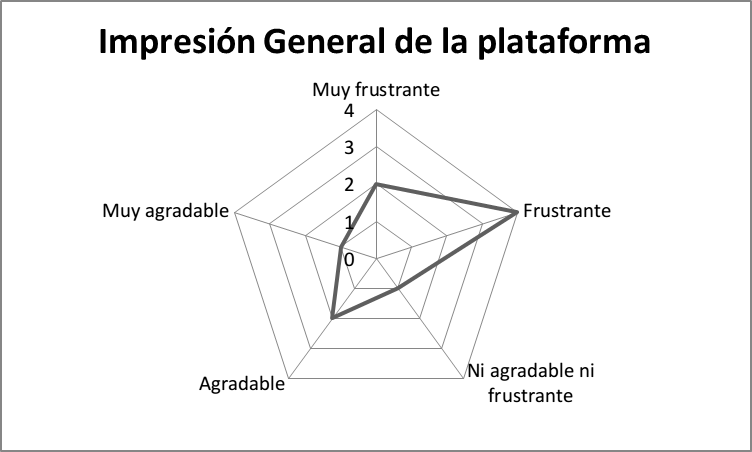 Impresión General de la plataforma
Muy frustrante
4
3
2
1
0
Muy agradable
Frustrante
Agradable
Ni agradable ni
frustrante